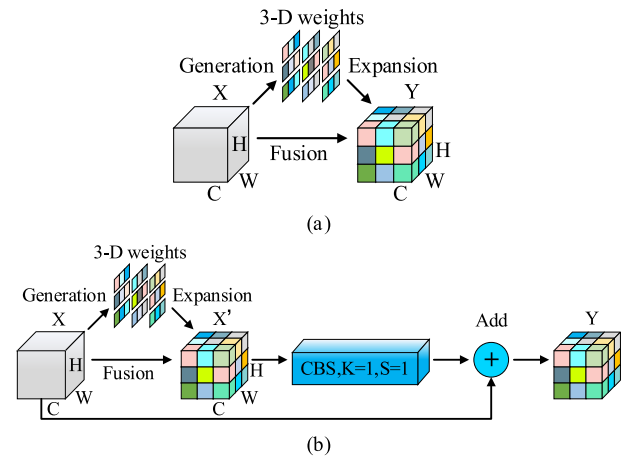 3-D weights
Generation
Expansion
X
Y
H
H
Fusion
W
W
C
C
(a)
3-D weights
Generation
Expansion
X
X'
Add
Y
H
H
CBS,K=1,S=1
+
Fusion
W
W
C
C
(b)